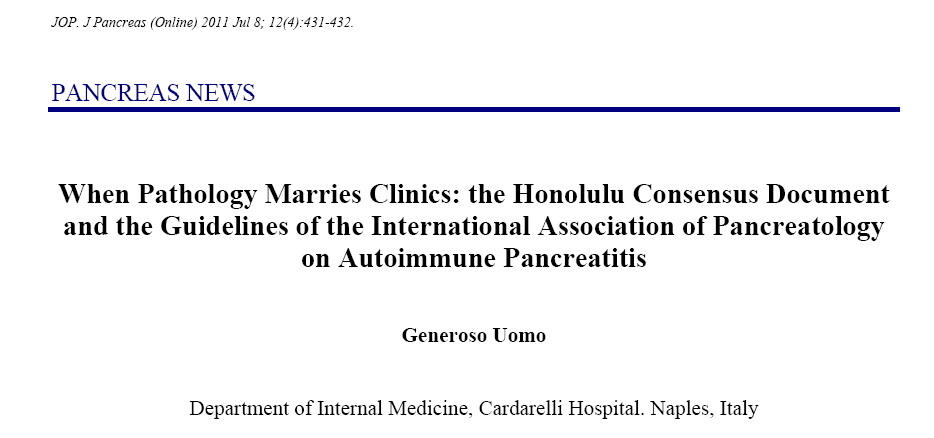 JOP. J Pancreas (Online) 2011 Jul 8; 12(4):431-432.
PANCREAS NEWS
When Pathology Marries Clinics: the Honolulu Consensus Document
and the Guidelines of the International Association of Pancreatology
on Autoimmune Pancreatitis
Generoso Uomo
Department of Internal Medicine, Cardarelli Hospital. Naples, Italy